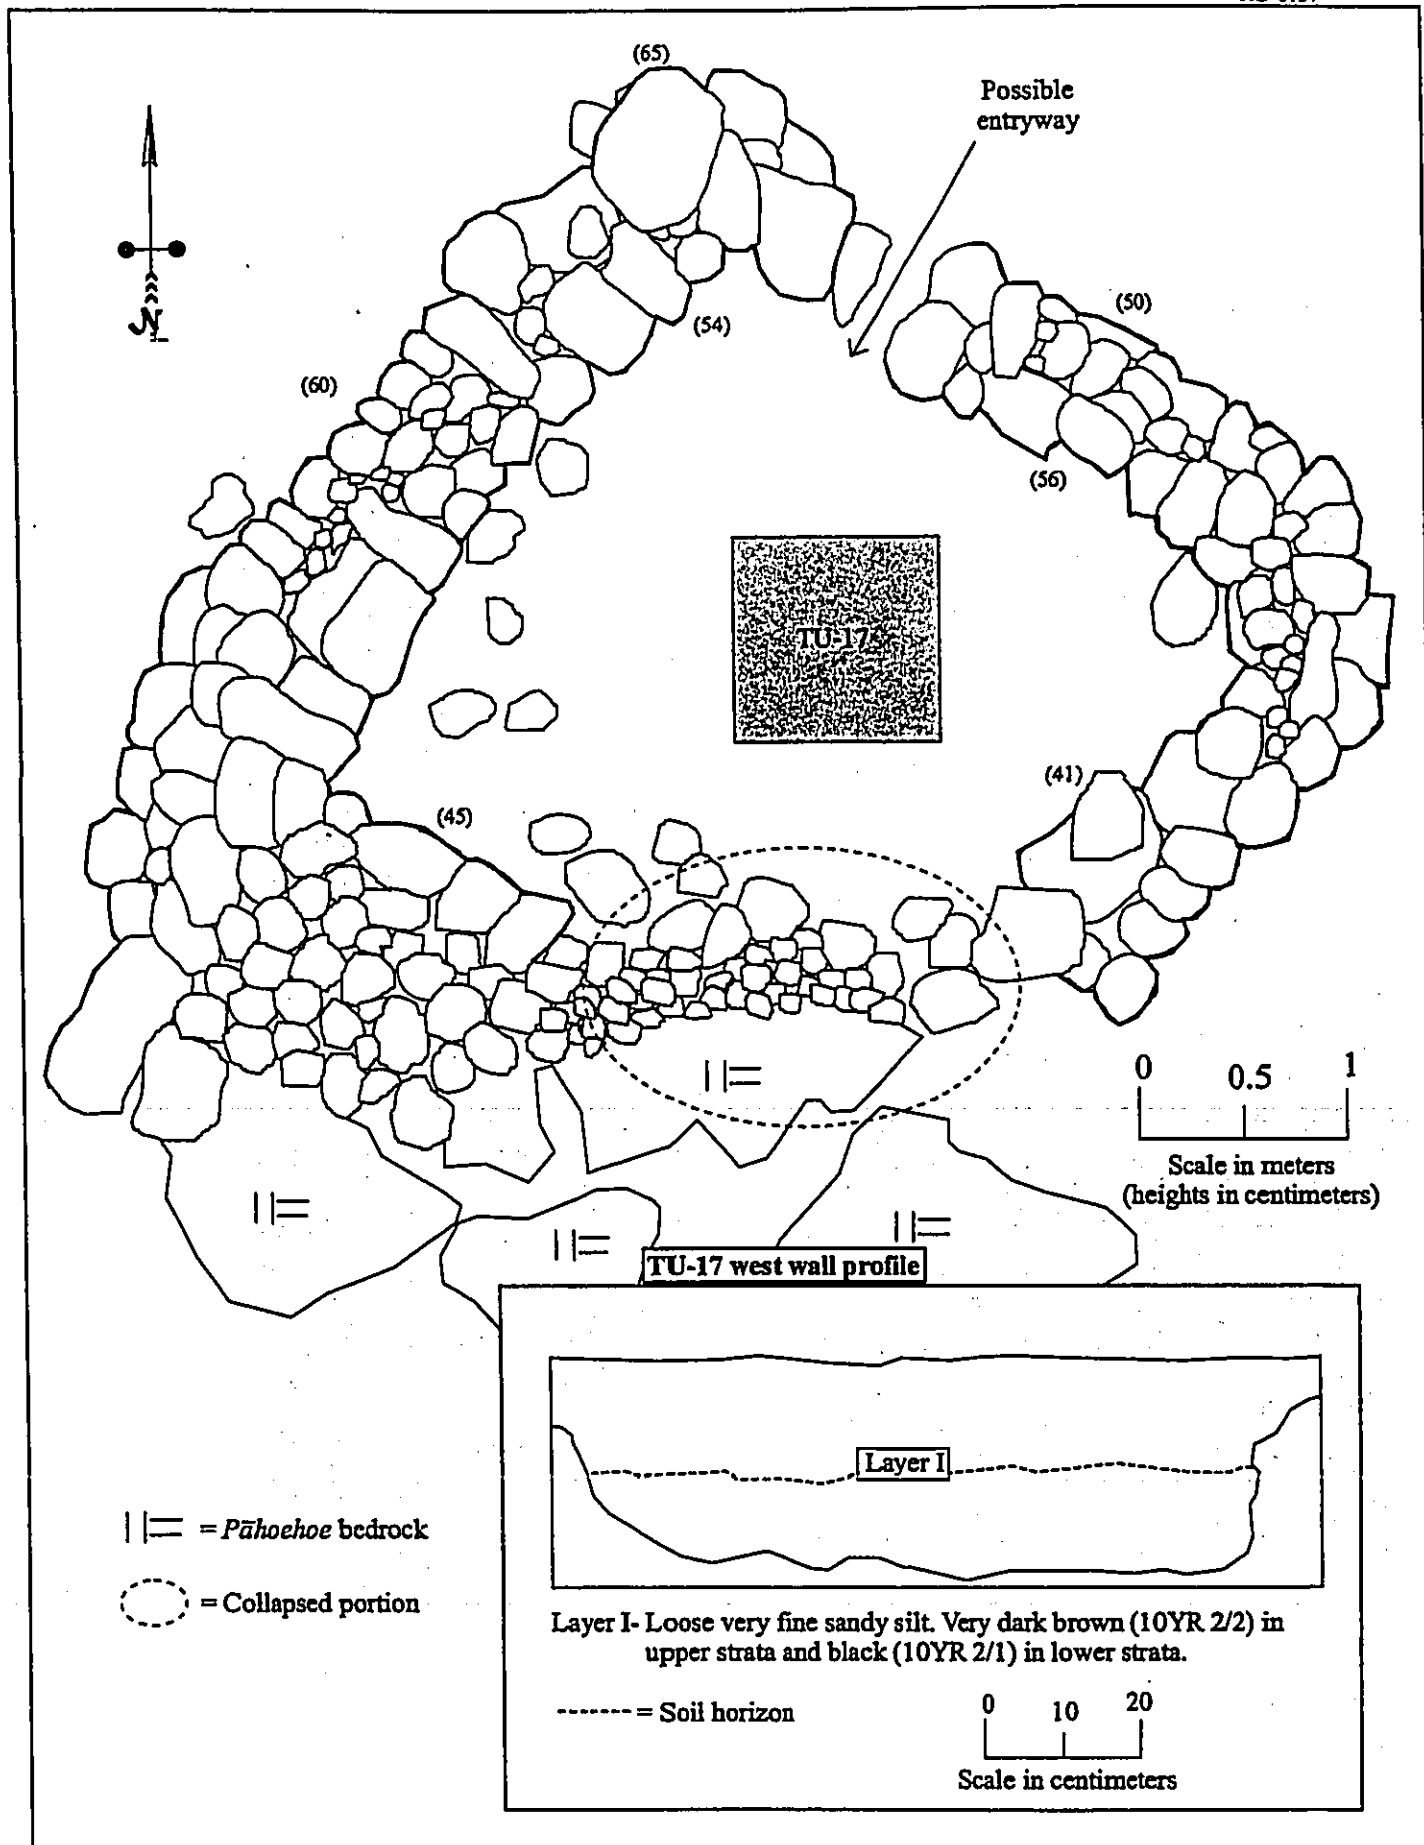 (65)
Possible
entryway
N
(50)
(54)
(60)
(56)
TU-17
(41)
(45)
0 0.5 1
Scale in meters
(heights in centimeters)
TU-17 west wall profile
Layer I
= Pāhoehoe bedrock
= Collapsed portion
Layer I- Loose very fine sandy silt. Very dark brown (10YR 2/2) in
upper strata and black (10YR 2/1) in lower strata.
= Soil horizon
0 10 20
Scale in centimeters